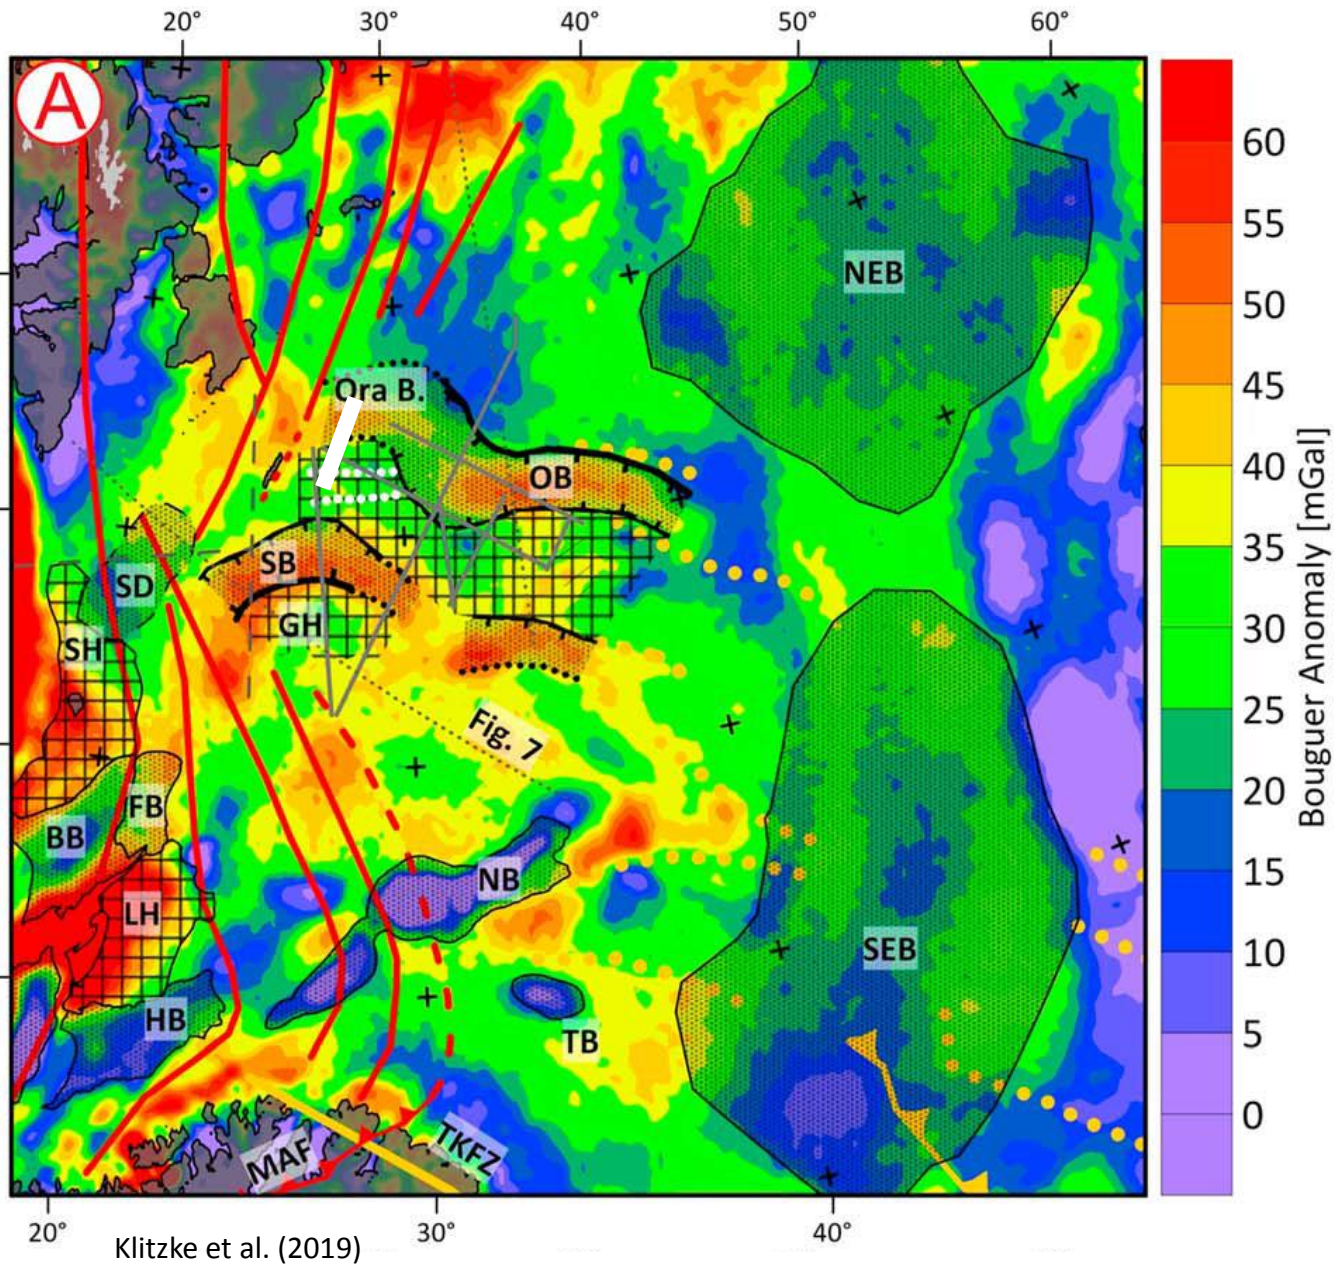 20° 30° 40° 50° 60°
A
60
55
50
45
40
35
30
25
20
15
10
5
0
Bouguer Anomaly [mGal]
NEB
Ora B.
OB
SB
SD
GH
SH
Fig. 7
FB
BB
NB
LH
SEB
HB
TB
MAF
TKFZ
20° 30° 40°
Klitzke et al. (2019)